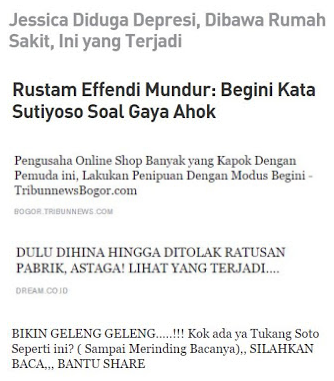 Jessica Diduga Depresi, Dibawa Rumah
Sakit, Ini yang Terjadi
Rustam Effendi Mundur: Begini Kata
Sutiyoso Soal Gaya Ahok
Pengusaha Online Shop Banyak yang Kapok Dengan
Pemuda ini, Lakukan Penipuan Dengan Modus Begini -
TribunnewsBogor.com
BOGOR.TRIBUNNEWS.COM
DULU DIHINA HINGGA DITOLAK RATUSAN
PABRIK, ASTAGA! LIHAT YANG TERJADI....
DREAM.CO.ID
BIKIN GELENG GELENG.....!!! Kok ada ya Tukang Soto
Seperti ini? ( Sampai Merinding Bacanya),, SILAHKAN
BACA,,, BANTU SHARE